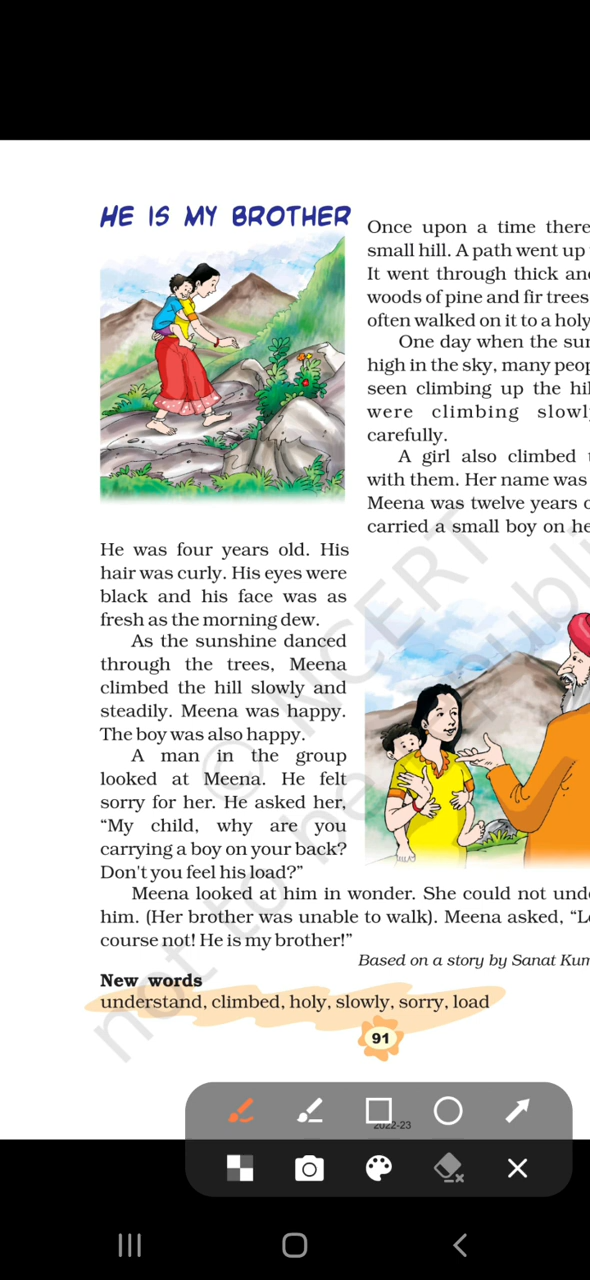 HE IS MY BROTHER
Once upon a time there
small hill. A path went up
It went through thick and
woods of pine and fir trees
often walked on it to a holy
One day when the sun
high in the sky, many
seen climbing up the
were climbing slowly
carefully.
A girl also climbed
with them. Her name was
Meena was twelve years
carried a small boy on
He was four years old. His
hair was curly. His eyes were
black and his face was as
fresh as the morning dew.
As the sunshine danced
through the trees, Meena
climbed the hill slowly and
steadily. Meena was happy.
The boy was also happy.
A man in the group
looked at Meena. He felt
sorry for her. He asked her,
“My child, why are you
carrying a boy on your back?
Don't you feel his load?”
Meena looked at him in wonder. She could not
him. (Her brother was unable to walk). Meena asked,
course not! He is my brother!”
Based on a story by Sanat
New words
understand, climbed, holy, slowly, sorry, load
91
2022-23
© NCERT
not to be